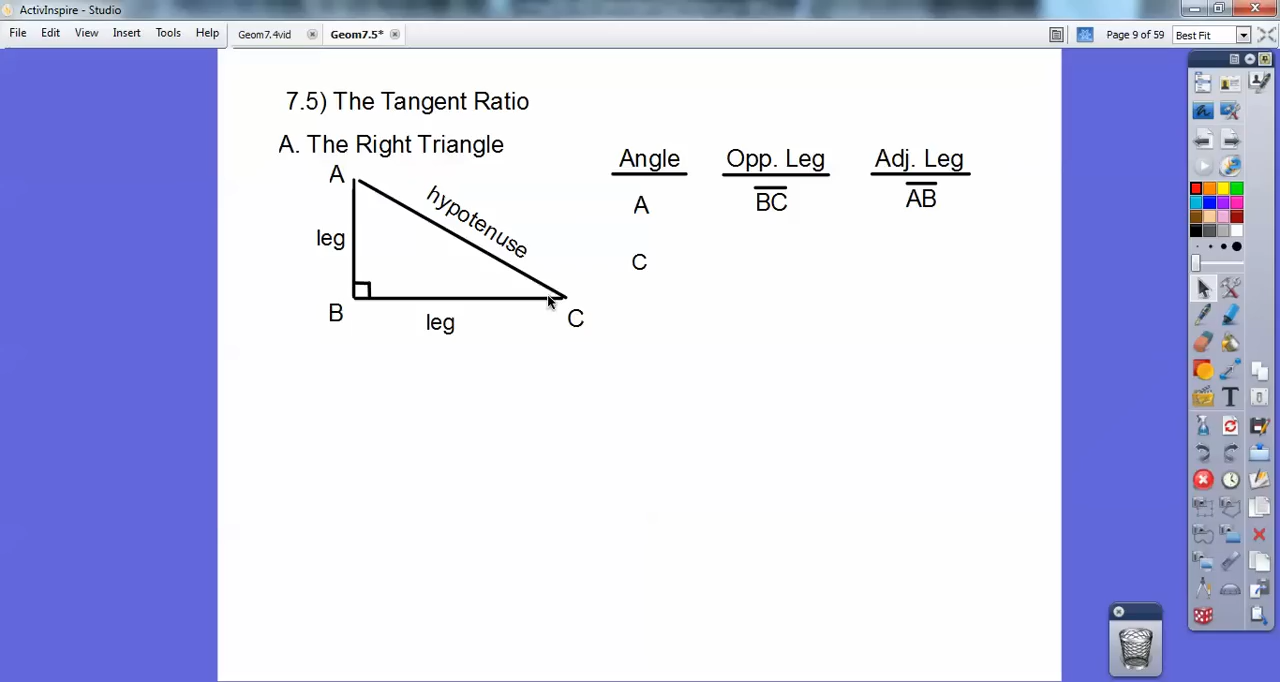 ActivInspire - Studio
File Edit View Insert Tools Help
Geom7.4vid
Geom7.5*
Page 9 of 59
Best Fit
7.5) The Tangent Ratio
A. The Right Triangle
A
hypotenuse
leg
B
leg
C
Angle Opp. Leg Adj. Leg
A BC AB
C
T